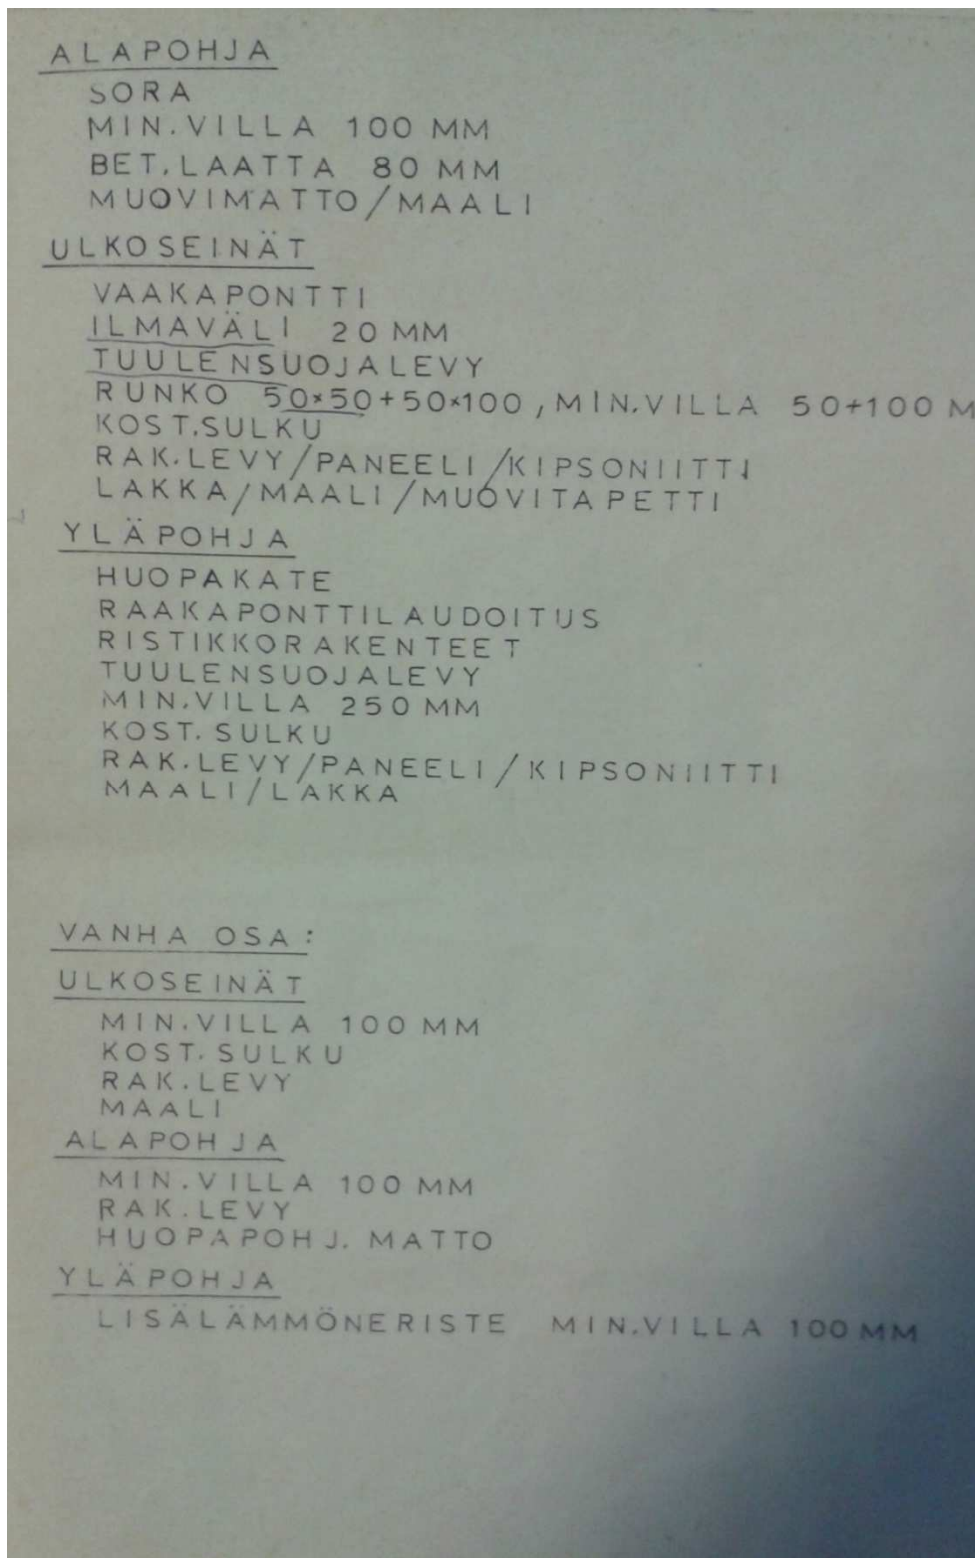 ALAPOHJA
SORA
MIN.VILLA 100 MM
BET.LAATTA 80 MM
MUOVIMATTO/MAALI
ULKOSEINÄT
VAAKAPONTTI
ILMAVÄLI 20 MM
TUULENSUOJALEVY
RUNKO 50×50+50×100, MIN.VILLA 50+100 M
KOST.SULKU
RAK.LEVY/PANEELI/KIPSONIITTI
LAKKA/MAALI/MUOVITAPETTI
YLÄPOHJA
HUOPAKATE
RAAKAPONTTILAUDOITUS
RISTIKKORAKENTEET
TUULENSUOJALEVY
MIN.VILLA 250 MM
KOST. SULKU
RAK.LEVY/PANEELI/KIPSONIITTI
MAALI/LAKKA
VANHA OSA:
ULKOSEINÄT
MIN.VILLA 100 MM
KOST. SULKU
RAK.LEVY
MAALI
ALAPOHJA
MIN.VILLA 100 MM
RAK.LEVY
HUOPAPOHJ. MATTO
YLÄPOHJA
LISÄLÄMMÖNERISTE MIN.VILLA 100 MM